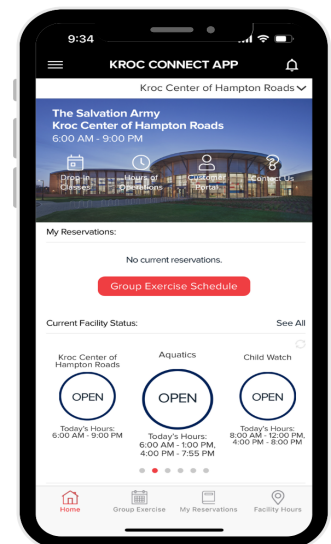 9:34
KROC CONNECT APP
Kroc Center of Hampton Roads
The Salvation Army
Kroc Center of Hampton Roads
6:00 AM - 9:00 PM
Drop-In
Classes
Hours of
Operations
Customer
Portal
Contact Us
My Reservations:
No current reservations.
Group Exercise Schedule
Current Facility Status:
See All
Kroc Center of
Hampton Roads
OPEN
Today's Hours:
6:00 AM - 9:00 PM
Aquatics
OPEN
Today's Hours:
6:00 AM - 1:00 PM,
4:00 PM - 7:55 PM
Child Watch
OPEN
Today's Hours:
8:00 AM - 12:00 PM,
4:00 PM - 8:00 PM
Home
Group Exercise
My Reservations
Facility Hours